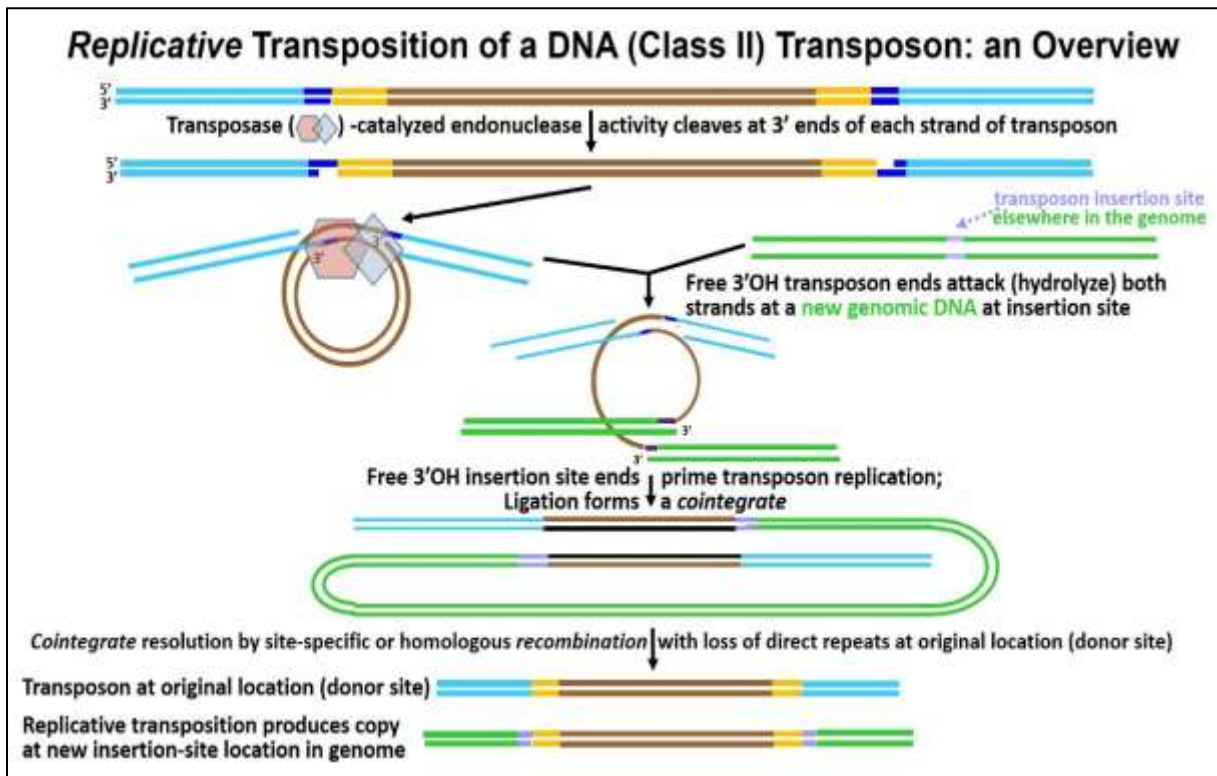 Replicative Transposition of a DNA (Class II) Transposon: an Overview
5’
3’
Transposase ( ) -catalyzed endonuclease activity cleaves at 3’ ends of each strand of transposon
5’
3’
transposon insertion site
elsewhere in the genome
3’
3’
Free 3’OH transposon ends attack (hydrolyze) both
strands at a new genomic DNA at insertion site
3’
3’
Free 3’OH insertion site ends prime transposon replication;
Ligation forms a cointegrate
Cointegrate resolution by site-specific or homologous recombination with loss of direct repeats at original location (donor site)
Transposon at original location (donor site)
Replicative transposition produces copy
at new insertion-site location in genome